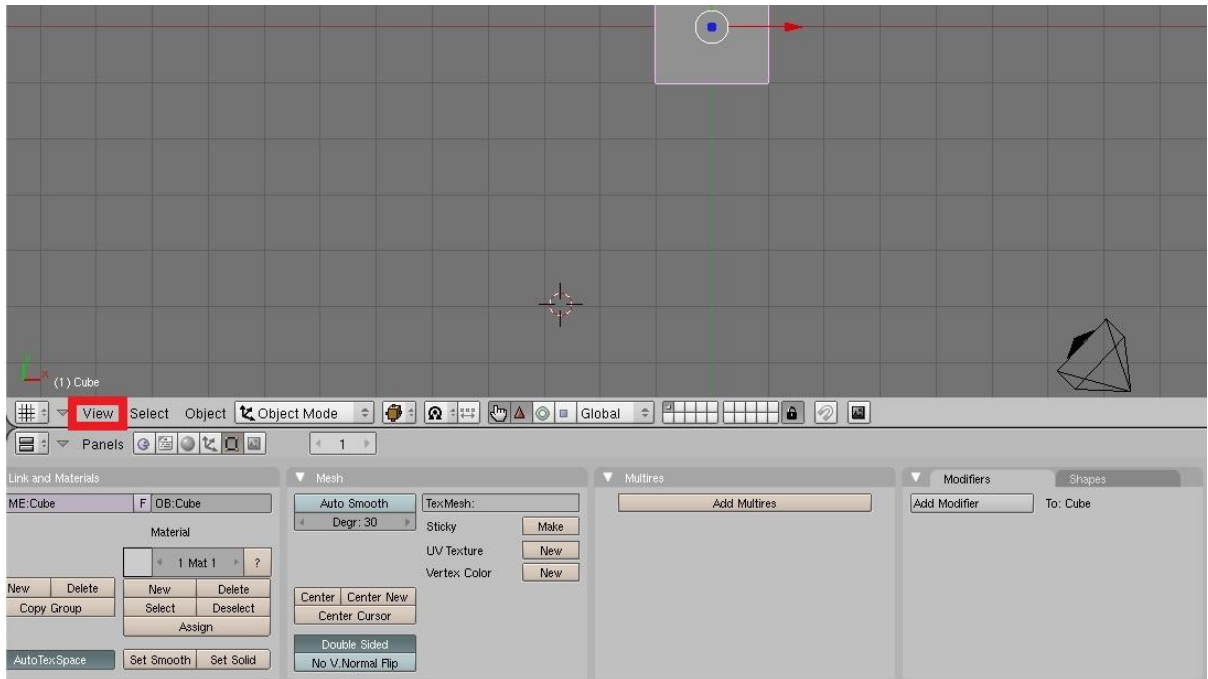 y
x
(1) Cube
View Select Object Object Mode Global
Panels 1
Link and Materials
ME:Cube F OB:Cube
Material
1 Mat 1 ?
New Delete
Copy Group
New Delete
Select Deselect
Assign
AutoTexSpace
Set Smooth Set Solid
Mesh
Auto Smooth
Degr: 30
TexMesh:
Sticky Make
UV Texture New
Vertex Color New
Center Center New
Center Cursor
Double Sided
No V.Normal Flip
Multires
Add Multires
Modifiers Shapes
Add Modifier To: Cube